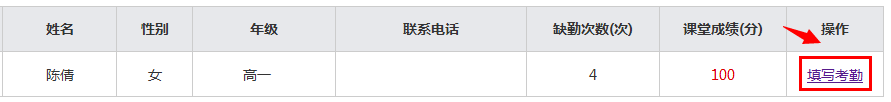 姓名 性别 年级 联系电话 缺勤次数(次) 课堂成绩(分) 操作
陈倩 女 高一 4 100 填写考勤